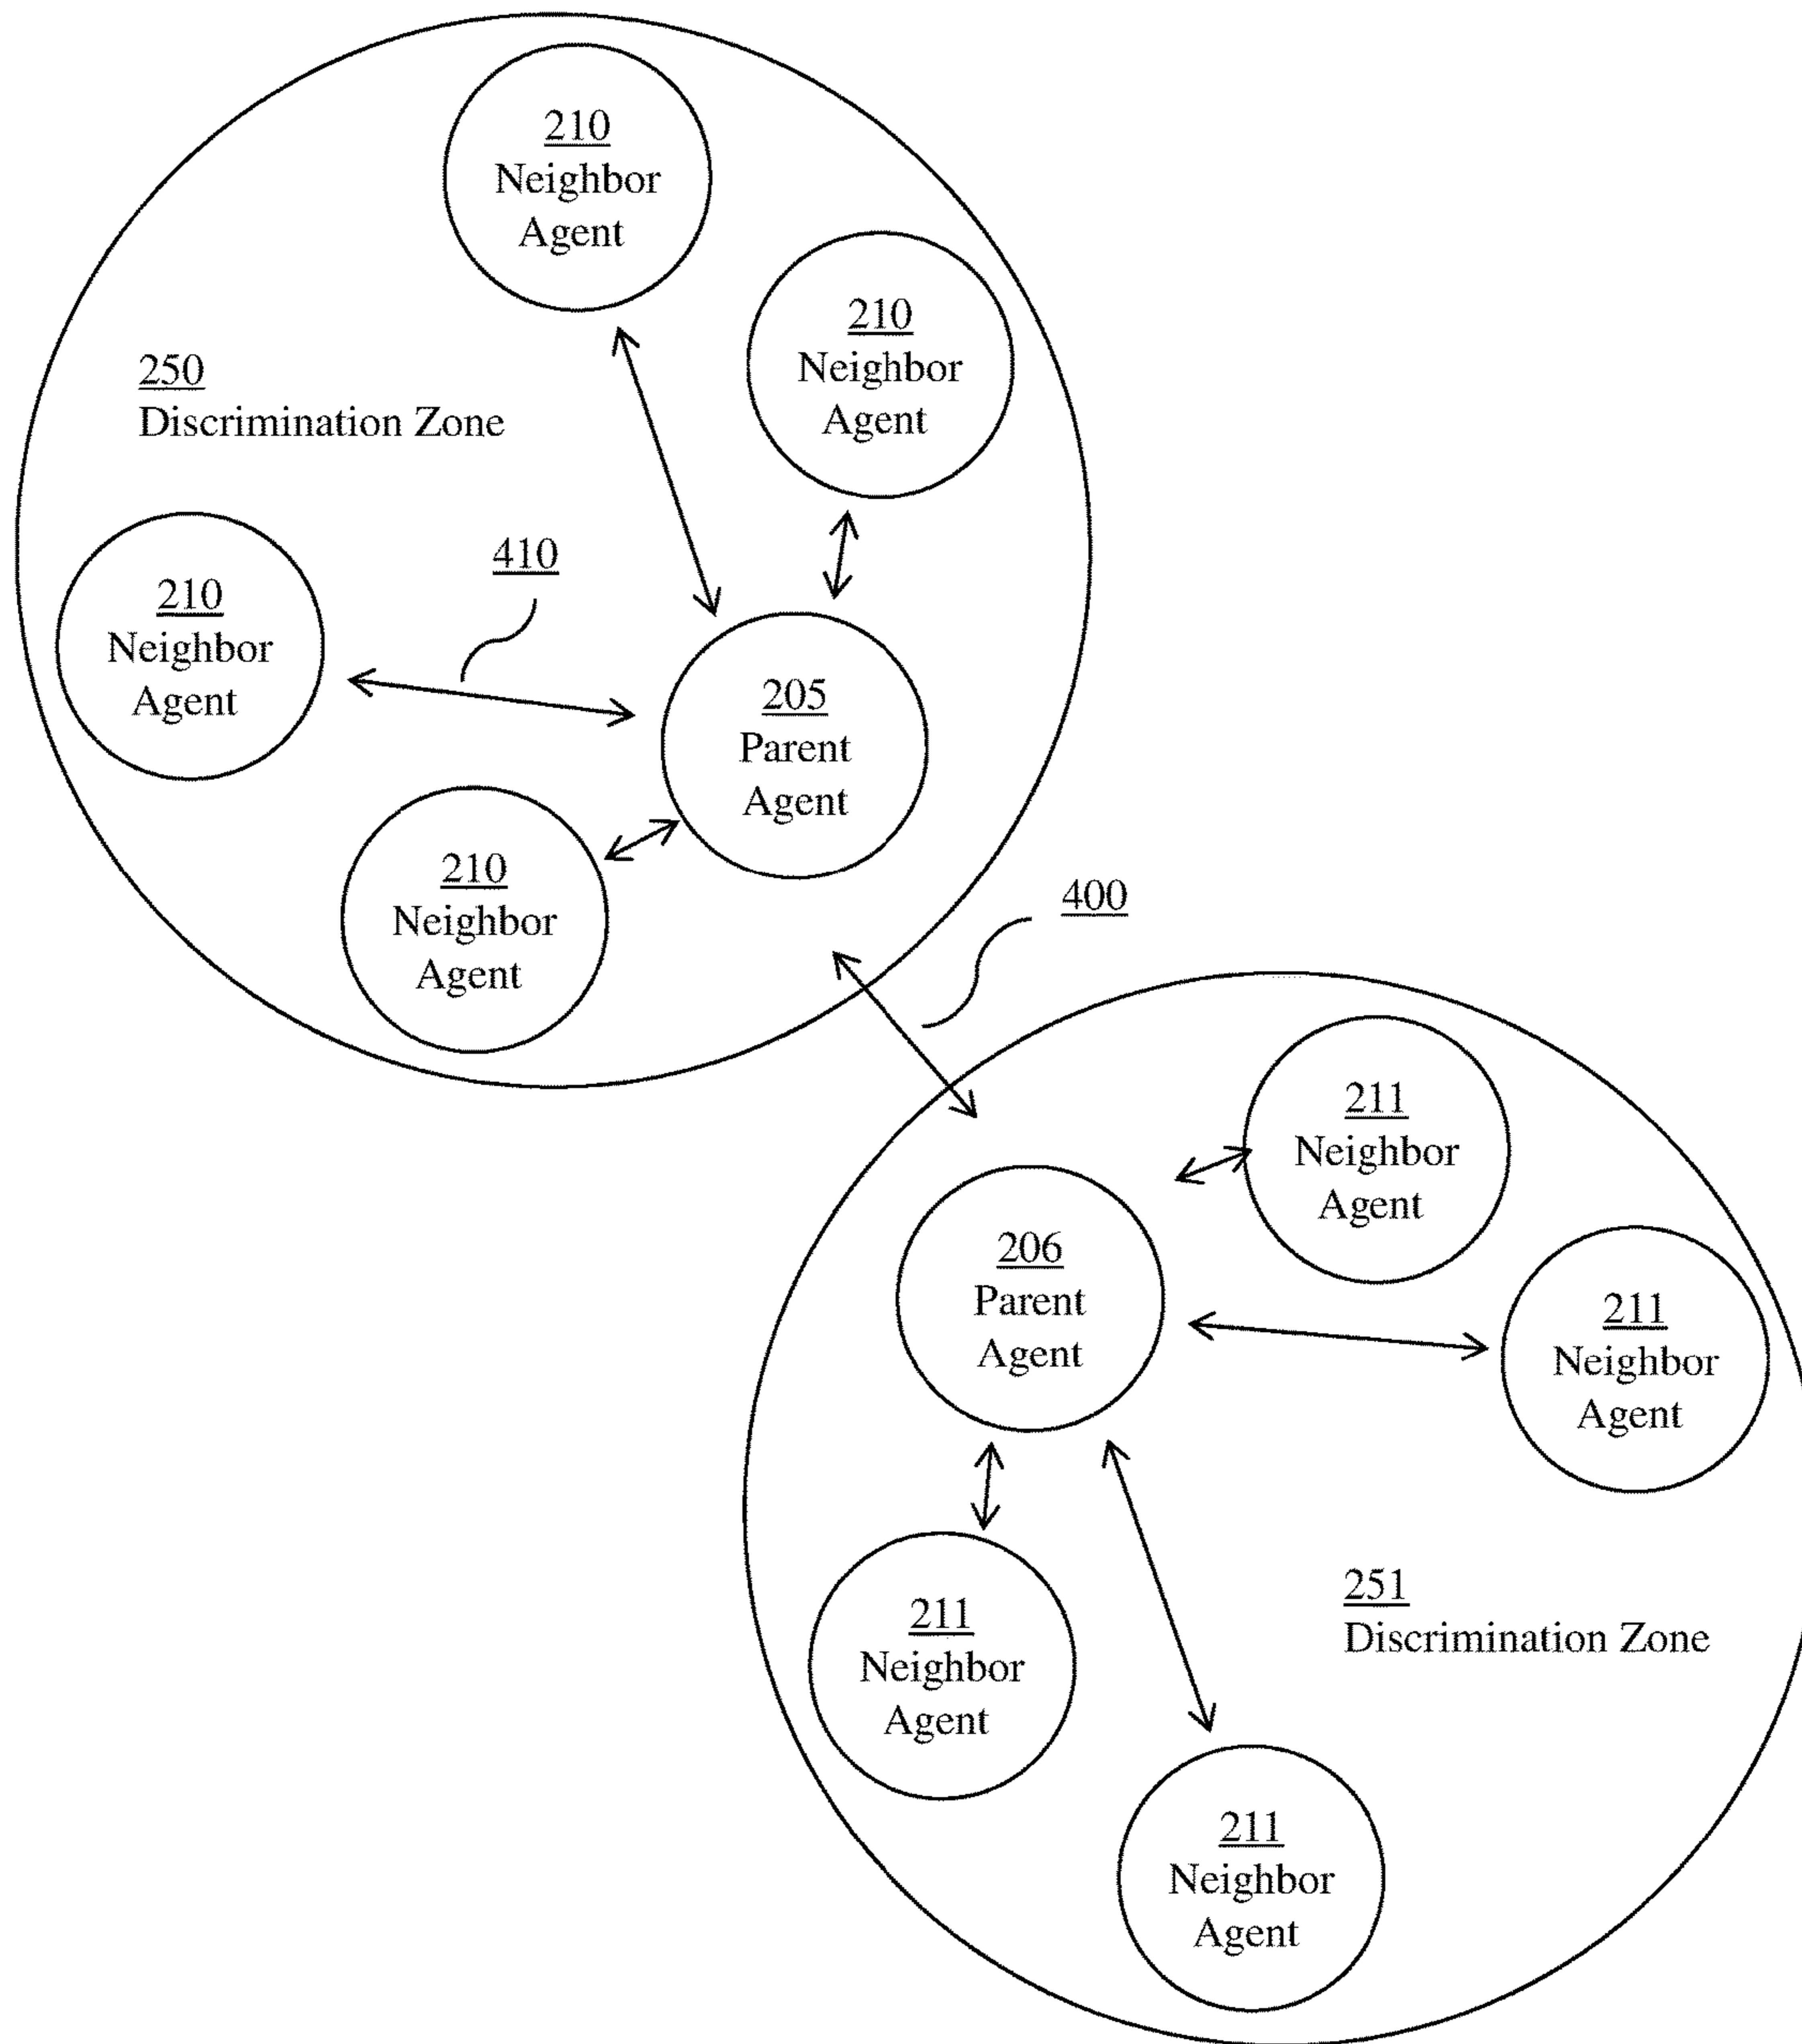 210
Neighbor
Agent
210
Neighbor
Agent
250
Discrimination Zone
410
210
Neighbor
Agent
205
Parent
Agent
210
Neighbor
Agent
400
211
Neighbor
Agent
206
Parent
Agent
211
Neighbor
Agent
251
Discrimination Zone
211
Neighbor
Agent
211
Neighbor
Agent